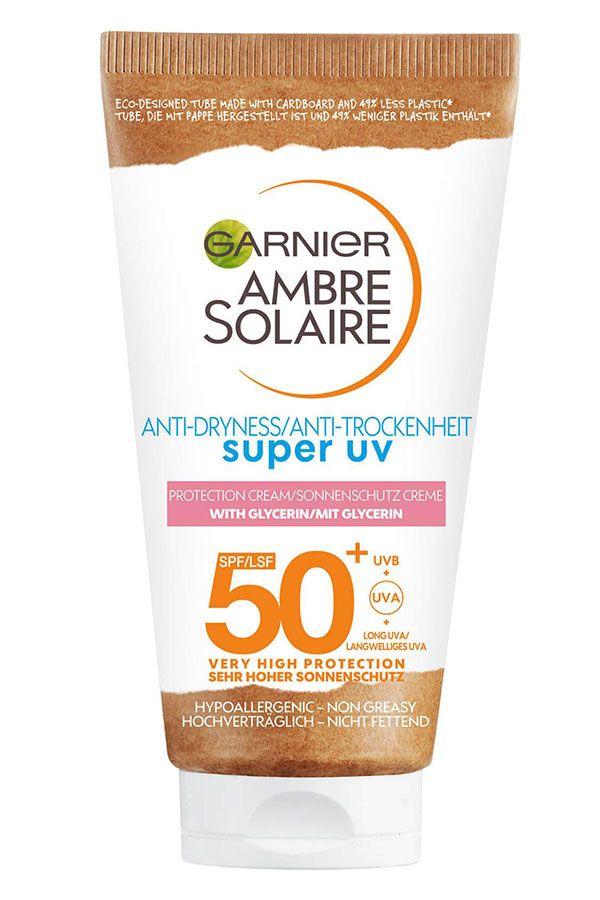 ECO-DESIGNED TUBE MADE WITH CARDBOARD AND 49% LESS PLASTIC*
TUBE, DIE MIT PAPPE HERGESTELLT IST UND 49% WENIGER PLASTIK ENTHÄLT*
GARNIER
AMBRE
SOLAIRE
ANTI-DRYNESS/ANTI-TROCKENHEIT
super uv
PROTECTION CREAM/SONNENSCHUTZ CREME
WITH GLYCERIN/MIT GLYCERIN
SPF/LSF
50+
UVB
+
UVA
+
LONG UVA/
LANGWELLIGES UVA
VERY HIGH PROTECTION
SEHR HOHER SONNENSCHUTZ
HYPOALLERGENIC – NON GREASY
HOCHVERTRÄGLICH – NICHT FETTEND